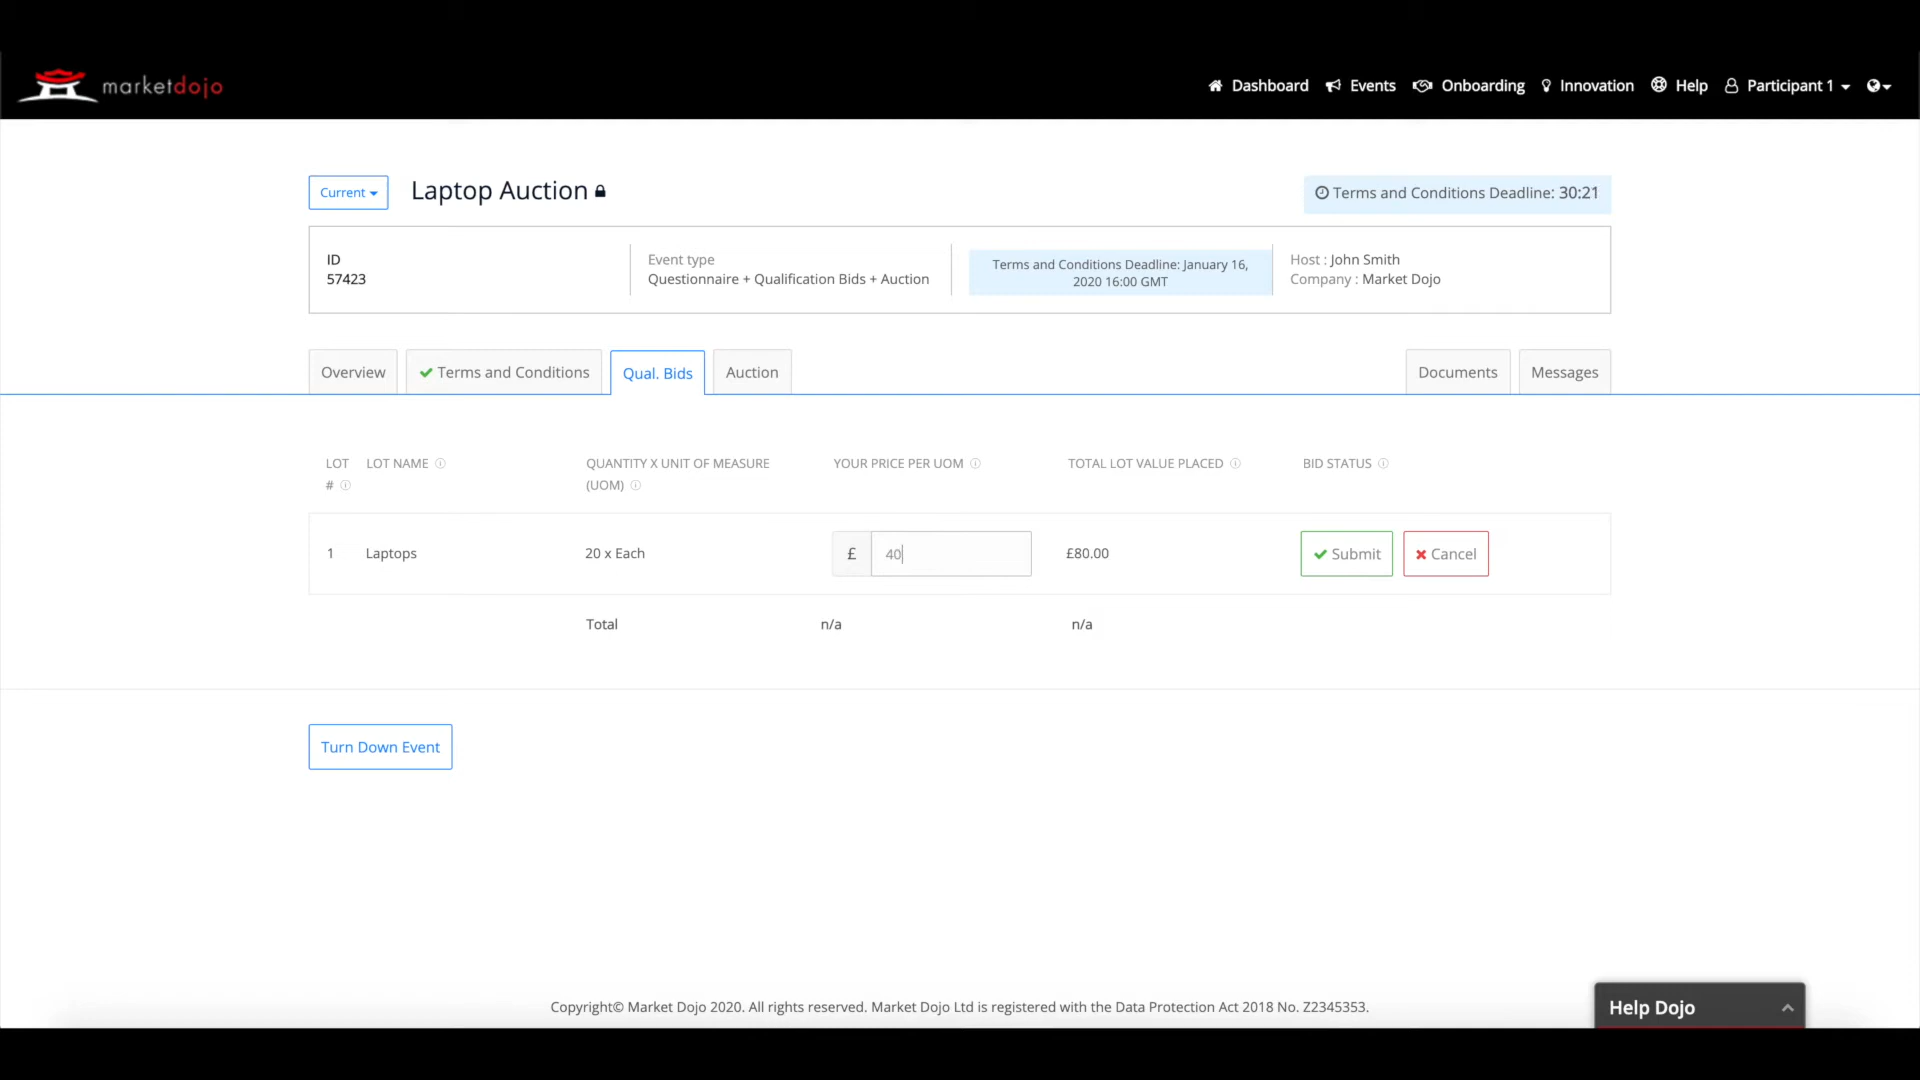 marketdojo
Dashboard Events Onboarding Innovation Help Participant 1
Current Laptop Auction Terms and Conditions Deadline: 30:21
ID
57423
Event type
Questionnaire + Qualification Bids + Auction
Terms and Conditions Deadline: January 16,
2020 16:00 GMT
Host : John Smith
Company : Market Dojo
Overview Terms and Conditions Qual. Bids Auction Documents Messages
LOT
#
LOT NAME
QUANTITY X UNIT OF MEASURE
(UOM)
YOUR PRICE PER UOM
TOTAL LOT VALUE PLACED
BID STATUS
1 Laptops 20 x Each £ 40 £80.00 Submit Cancel
Total n/a n/a
Turn Down Event
Copyright© Market Dojo 2020. All rights reserved. Market Dojo Ltd is registered with the Data Protection Act 2018 No. Z2345353.
Help Dojo